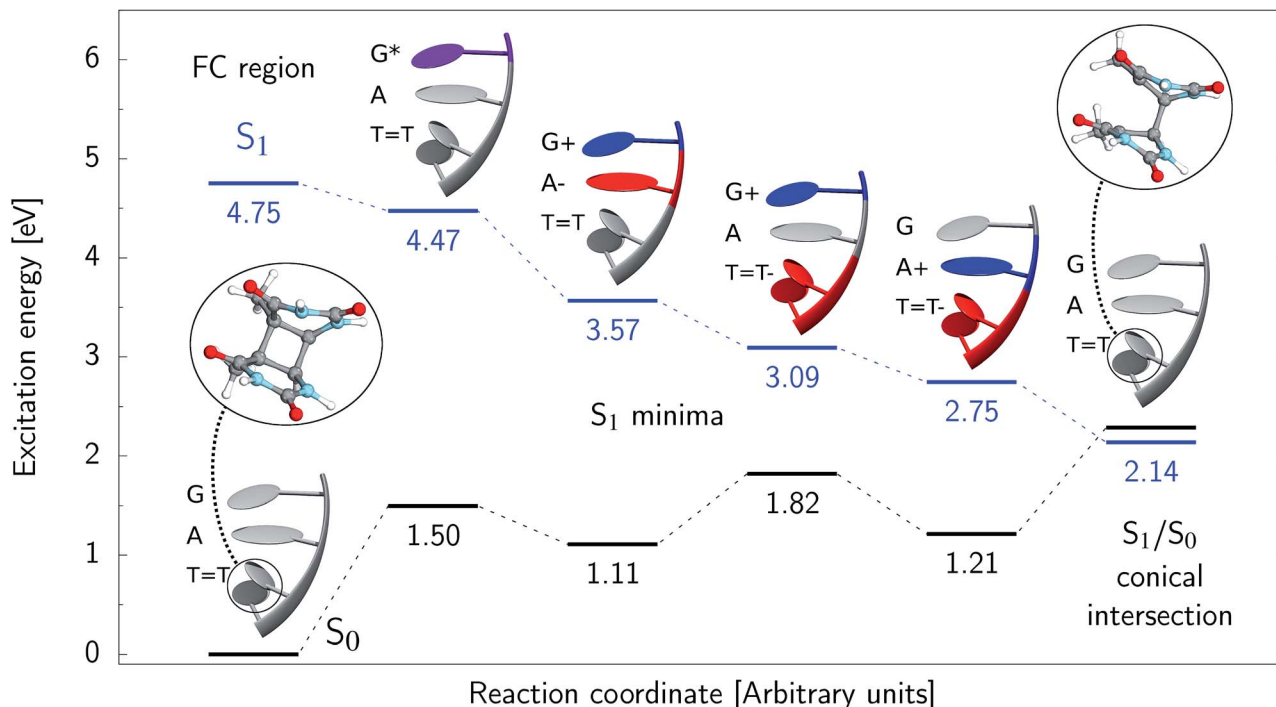 Excitation energy [eV]
6
5
4
3
2
1
0
FC region
S₁
4.75
G
A
T=T
S₀
G*
A
T=T
4.47
1.50
G+
A-
T=T
3.57
1.11
S₁ minima
G+
A
T=T-
3.09
1.82
G
A+
T=T-
2.75
1.21
G
A
T=T
2.14
S₁/S₀
conical
intersection
Reaction coordinate [Arbitrary units]